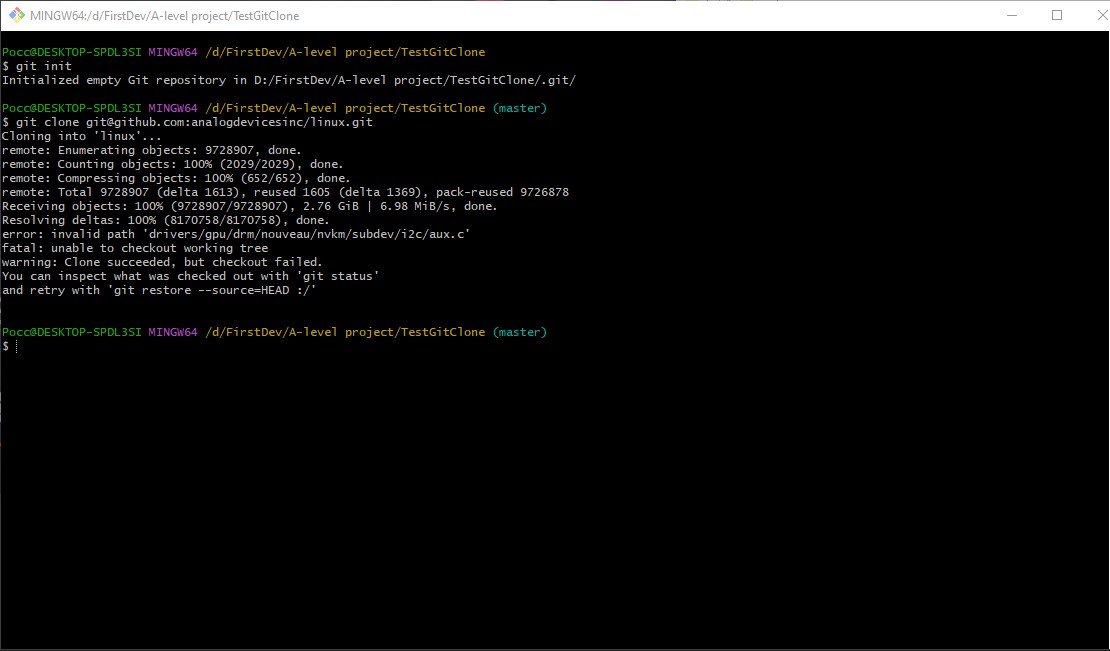 MINGW64:/d/FirstDev/A-level project/TestGitClone
Pocc@DESKTOP-SPDL3SI MINGW64 /d/FirstDev/A-level project/TestGitClone
$ git init
Initialized empty Git repository in D:/FirstDev/A-level project/TestGitClone/.git/
Pocc@DESKTOP-SPDL3SI MINGW64 /d/FirstDev/A-level project/TestGitClone (master)
$ git clone git@github.com:analogdevicesinc/linux.git
Cloning into 'linux'...
remote: Enumerating objects: 9728907, done.
remote: Counting objects: 100% (2029/2029), done.
remote: Compressing objects: 100% (652/652), done.
remote: Total 9728907 (delta 1613), reused 1605 (delta 1369), pack-reused 9726878
Receiving objects: 100% (9728907/9728907), 2.76 GiB | 6.98 MiB/s, done.
Resolving deltas: 100% (8170758/8170758), done.
error: invalid path 'drivers/gpu/drm/nouveau/nvkm/subdev/i2c/aux.c'
fatal: unable to checkout working tree
warning: Clone succeeded, but checkout failed.
You can inspect what was checked out with 'git status'
and retry with 'git restore --source=HEAD :/'
Pocc@DESKTOP-SPDL3SI MINGW64 /d/FirstDev/A-level project/TestGitClone (master)
$